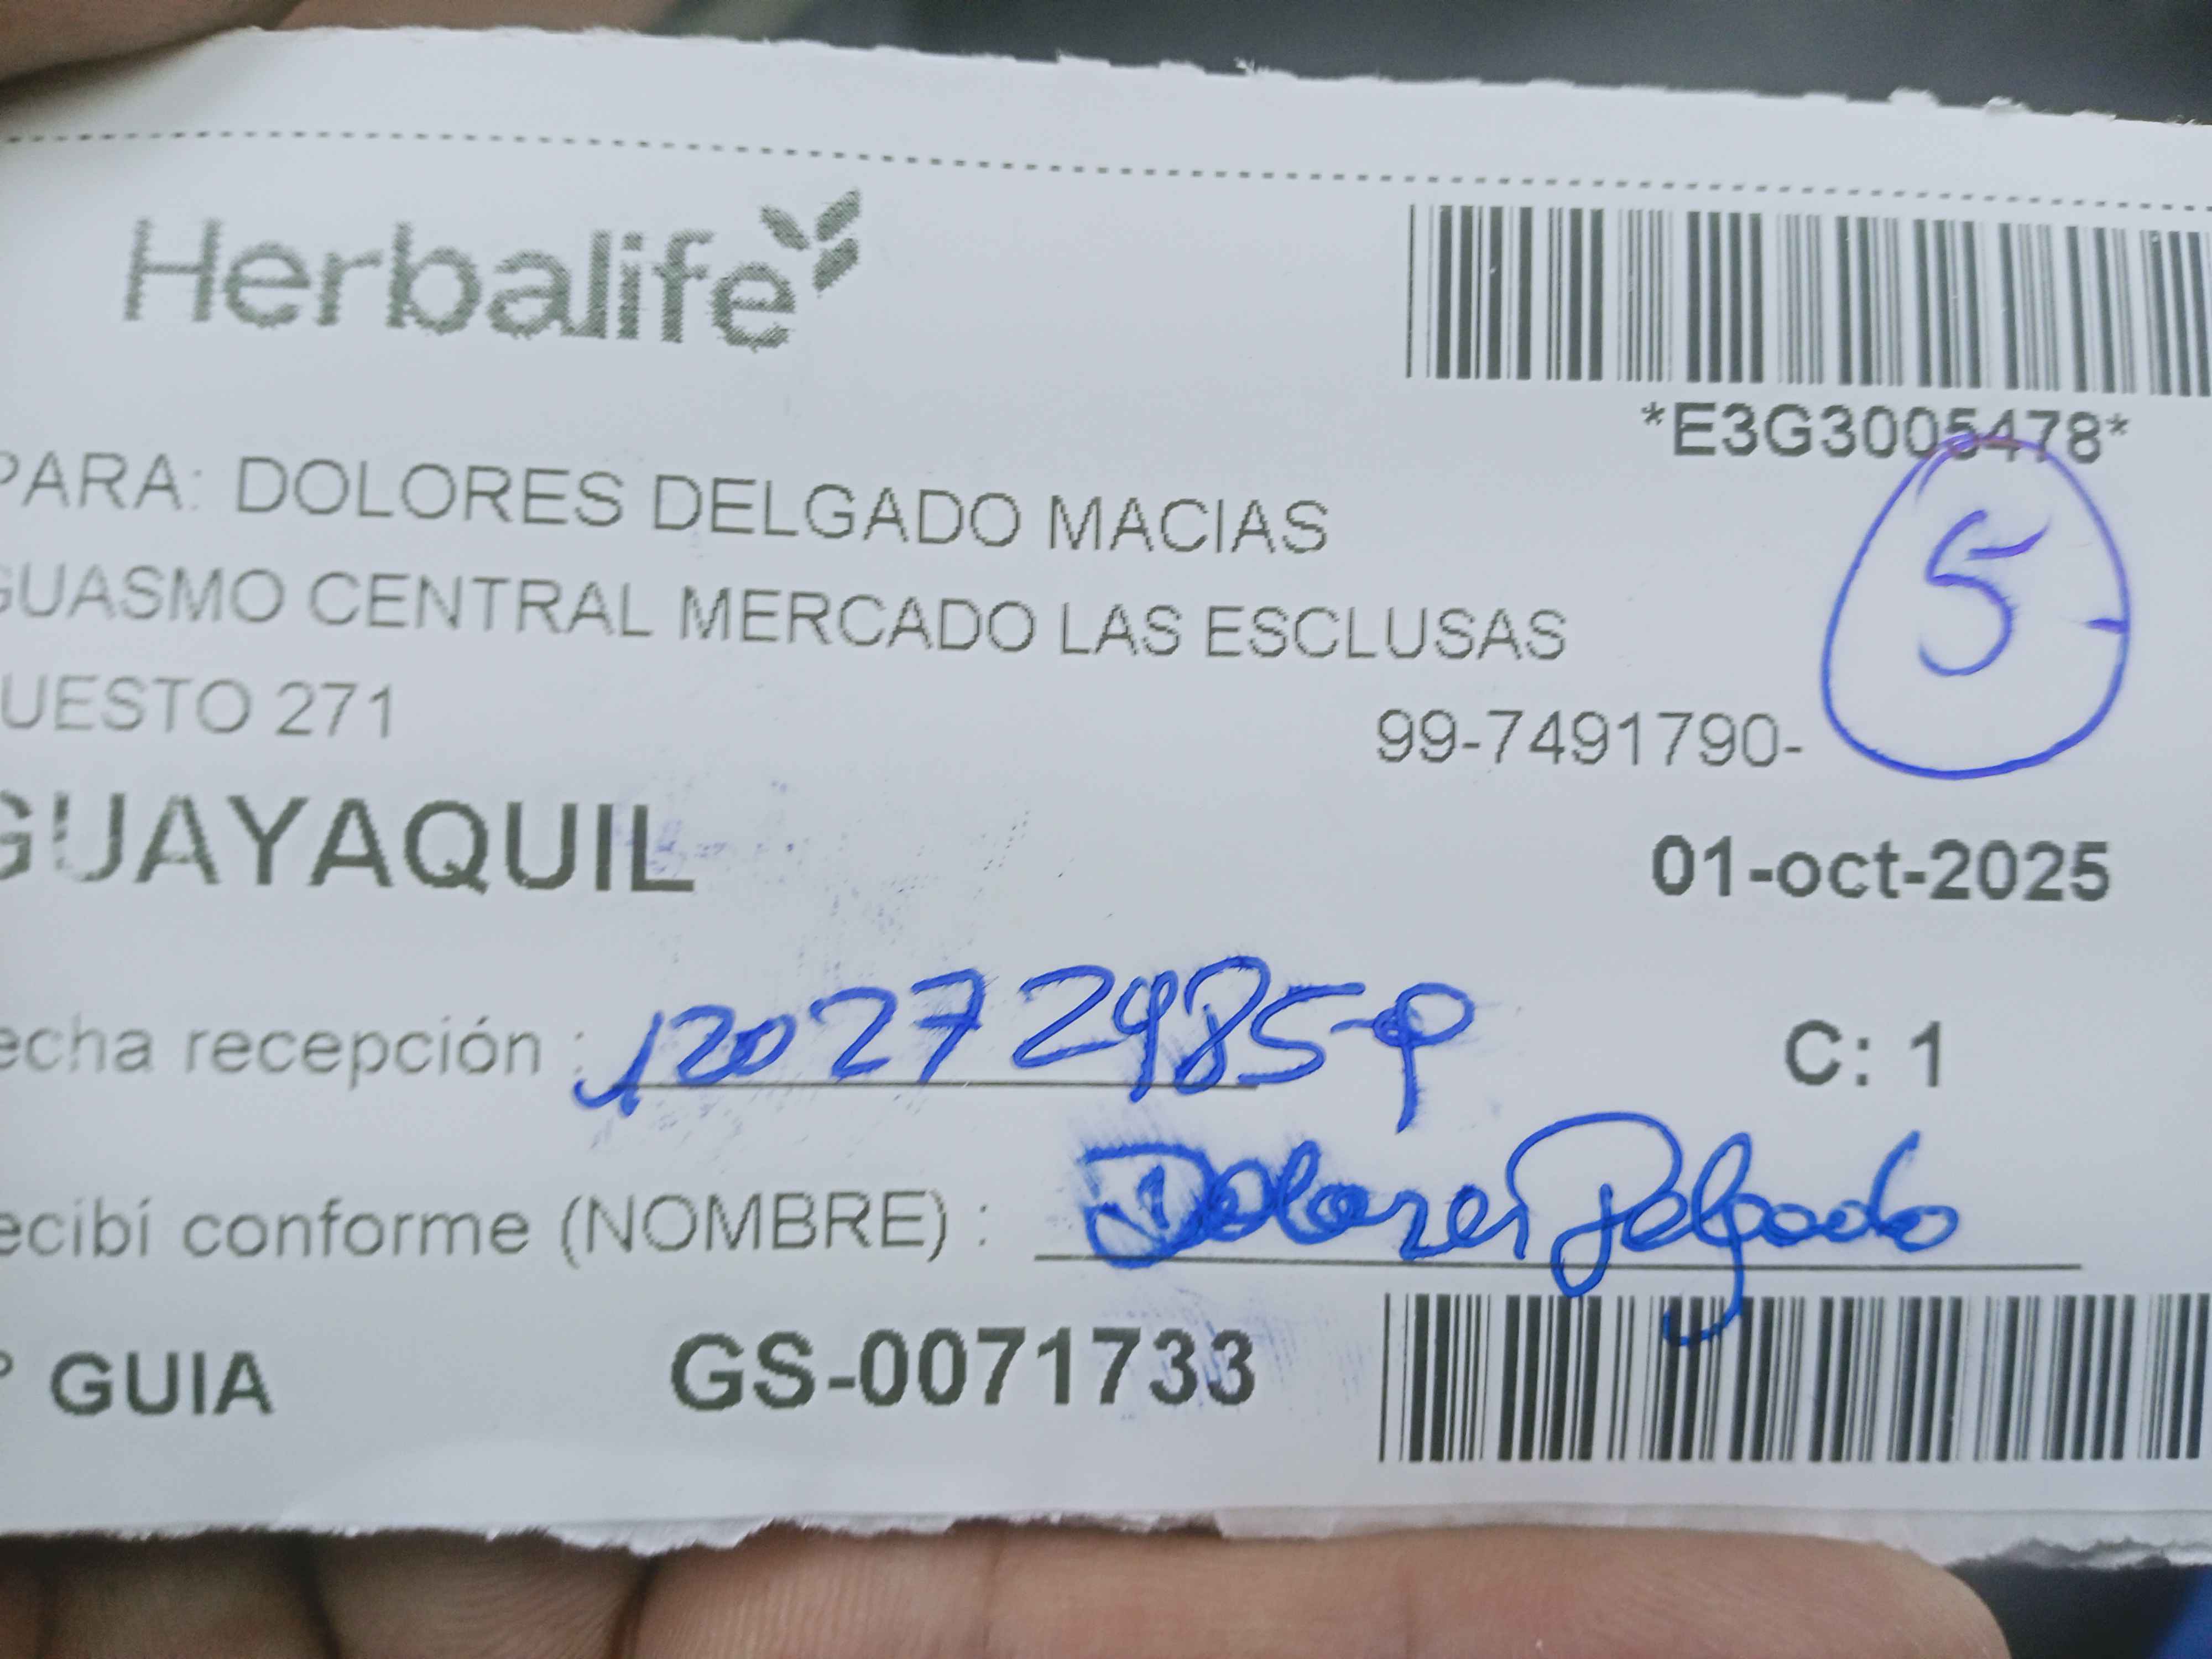 Herbalife
*E3G3005478*
PARA: DOLORES DELGADO MACIAS
GUASMO CENTRAL MERCADO LAS ESCLUSAS
5
UESTO 271
99-7491790-
GUAYAQUIL
01-oct-2025
echa recepción : 120272985-9
C: 1
ecibí conforme (NOMBRE) : Dolores Delgado
° GUIA GS-0071733